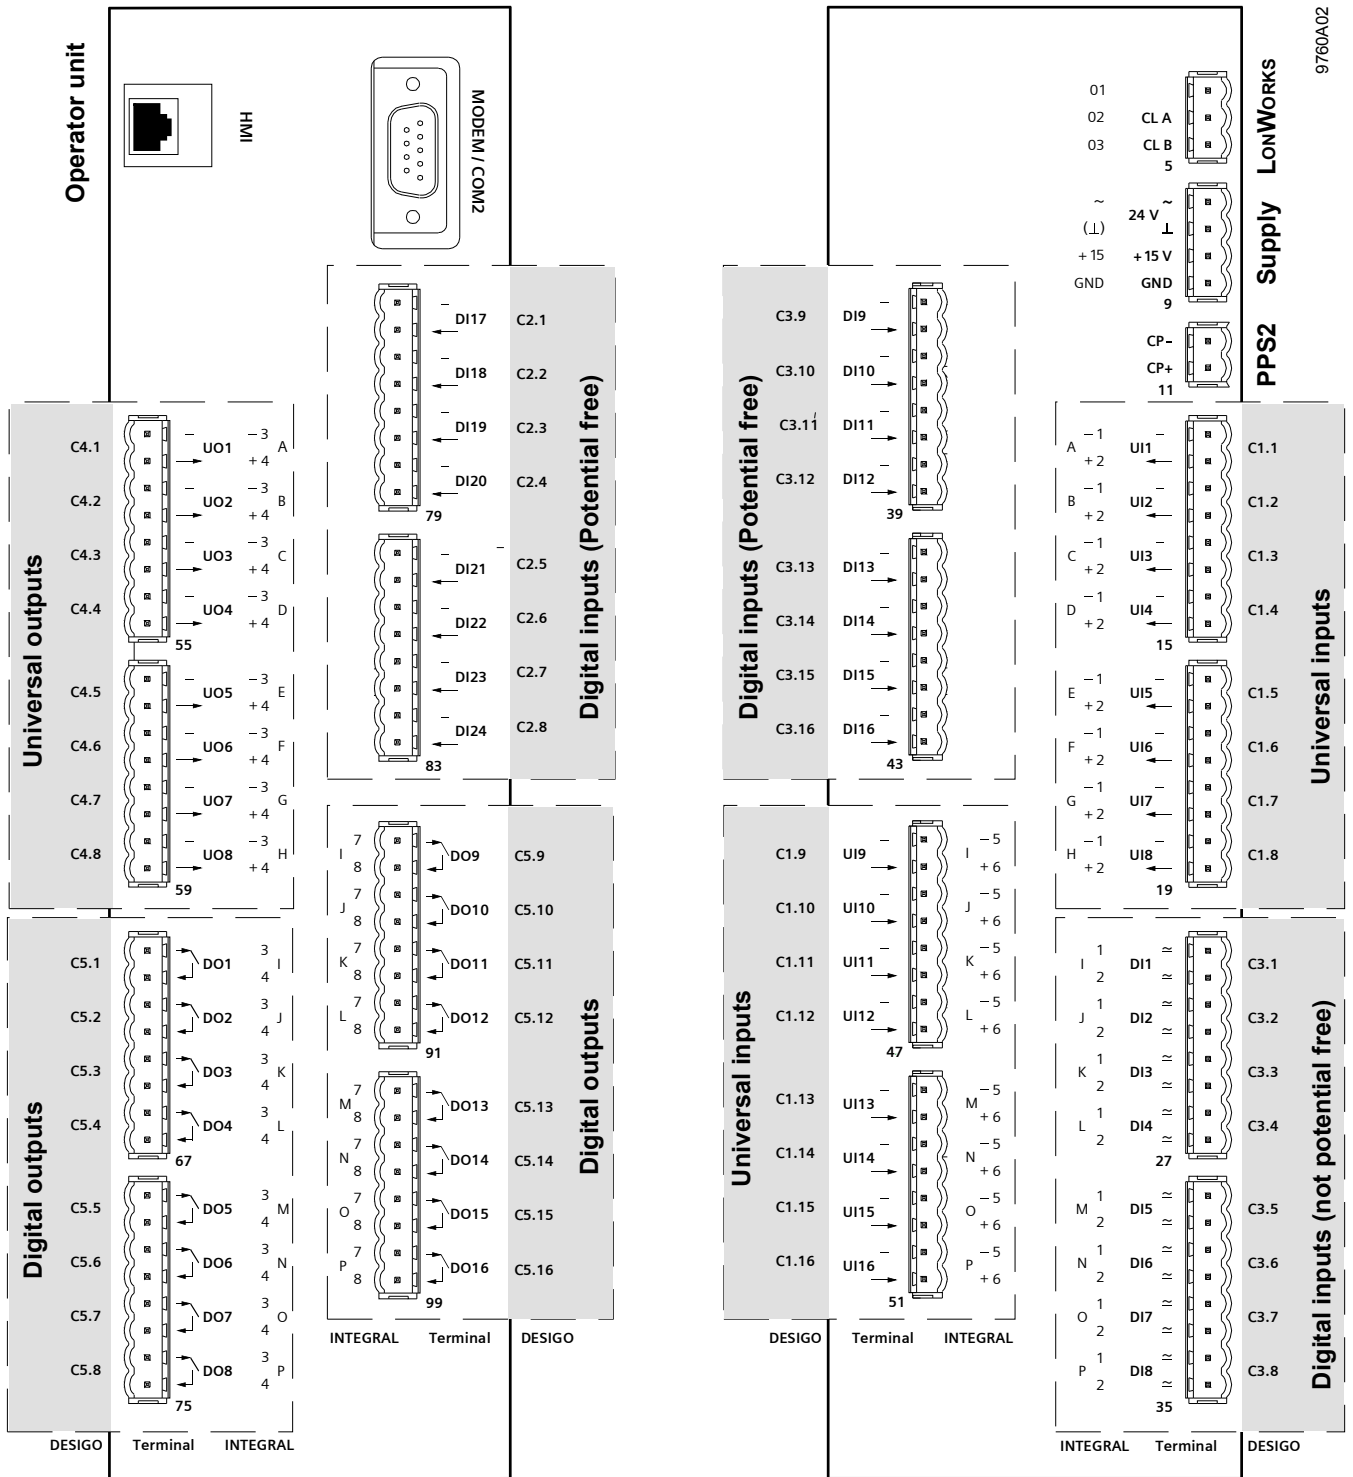 Operator unit
HMI
MODEM / COM2
DI17 C2.1
DI18 C2.2
DI19 C2.3
DI20 C2.4
79
DI21 C2.5
DI22 C2.6
DI23 C2.7
DI24 C2.8
83
Digital inputs (Potential free)
Universal outputs
C4.1 – UO1 – 3 + 4 A
C4.2 – UO2 – 3 + 4 B
C4.3 – UO3 – 3 + 4 C
C4.4 – UO4 – 3 + 4 D
55
C4.5 – UO5 – 3 + 4 E
C4.6 – UO6 – 3 + 4 F
C4.7 – UO7 – 3 + 4 G
C4.8 – UO8 – 3 + 4 H
59
Digital outputs
C5.1 DO1 3 4 I
C5.2 DO2 3 4 J
C5.3 DO3 3 4 K
C5.4 DO4 3 4 L
67
C5.5 DO5 3 4 M
C5.6 DO6 3 4 N
C5.7 DO7 3 4 O
C5.8 DO8 3 4 P
75
DESIGO Terminal INTEGRAL
I 7 8 DO9 C5.9
J 7 8 DO10 C5.10
K 7 8 DO11 C5.11
L 7 8 DO12 C5.12
91
M 7 8 DO13 C5.13
N 7 8 DO14 C5.14
O 7 8 DO15 C5.15
P 7 8 DO16 C5.16
99
Digital outputs
INTEGRAL Terminal DESIGO
Digital inputs (Potential free)
C3.9 DI9 –
C3.10 DI10 –
C3.11 DI11 –
C3.12 DI12 –
39
C3.13 DI13 –
C3.14 DI14 –
C3.15 DI15 –
C3.16 DI16 –
43
Universal inputs
C1.9 UI9 – I – 5 + 6
C1.10 UI10 – J – 5 + 6
C1.11 UI11 – K – 5 + 6
C1.12 UI12 – L – 5 + 6
47
C1.13 UI13 – M – 5 + 6
C1.14 UI14 – N – 5 + 6
C1.15 UI15 – O – 5 + 6
C1.16 UI16 – P – 5 + 6
51
DESIGO Terminal INTEGRAL
9760A02
LONWORKS
01
02 CL A
03 CL B
5
Supply
~ 24 V ~
(⊥) ⊥
+ 15 + 15 V
GND GND
9
PPS2
CP –
CP+
11
A – 1 + 2 UI1 – C1.1
B – 1 + 2 UI2 – C1.2
C – 1 + 2 UI3 – C1.3
D – 1 + 2 UI4 – C1.4
15
E – 1 + 2 UI5 – C1.5
F – 1 + 2 UI6 – C1.6
G – 1 + 2 UI7 – C1.7
H – 1 + 2 UI8 – C1.8
19
Universal inputs
I 1 2 DI1 ≃ ≃ C3.1
J 1 2 DI2 ≃ ≃ C3.2
K 1 2 DI3 ≃ ≃ C3.3
L 1 2 DI4 ≃ ≃ C3.4
27
M 1 2 DI5 ≃ ≃ C3.5
N 1 2 DI6 ≃ ≃ C3.6
O 1 2 DI7 ≃ ≃ C3.7
P 1 2 DI8 ≃ ≃ C3.8
35
Digital inputs (not potential free)
INTEGRAL Terminal DESIGO